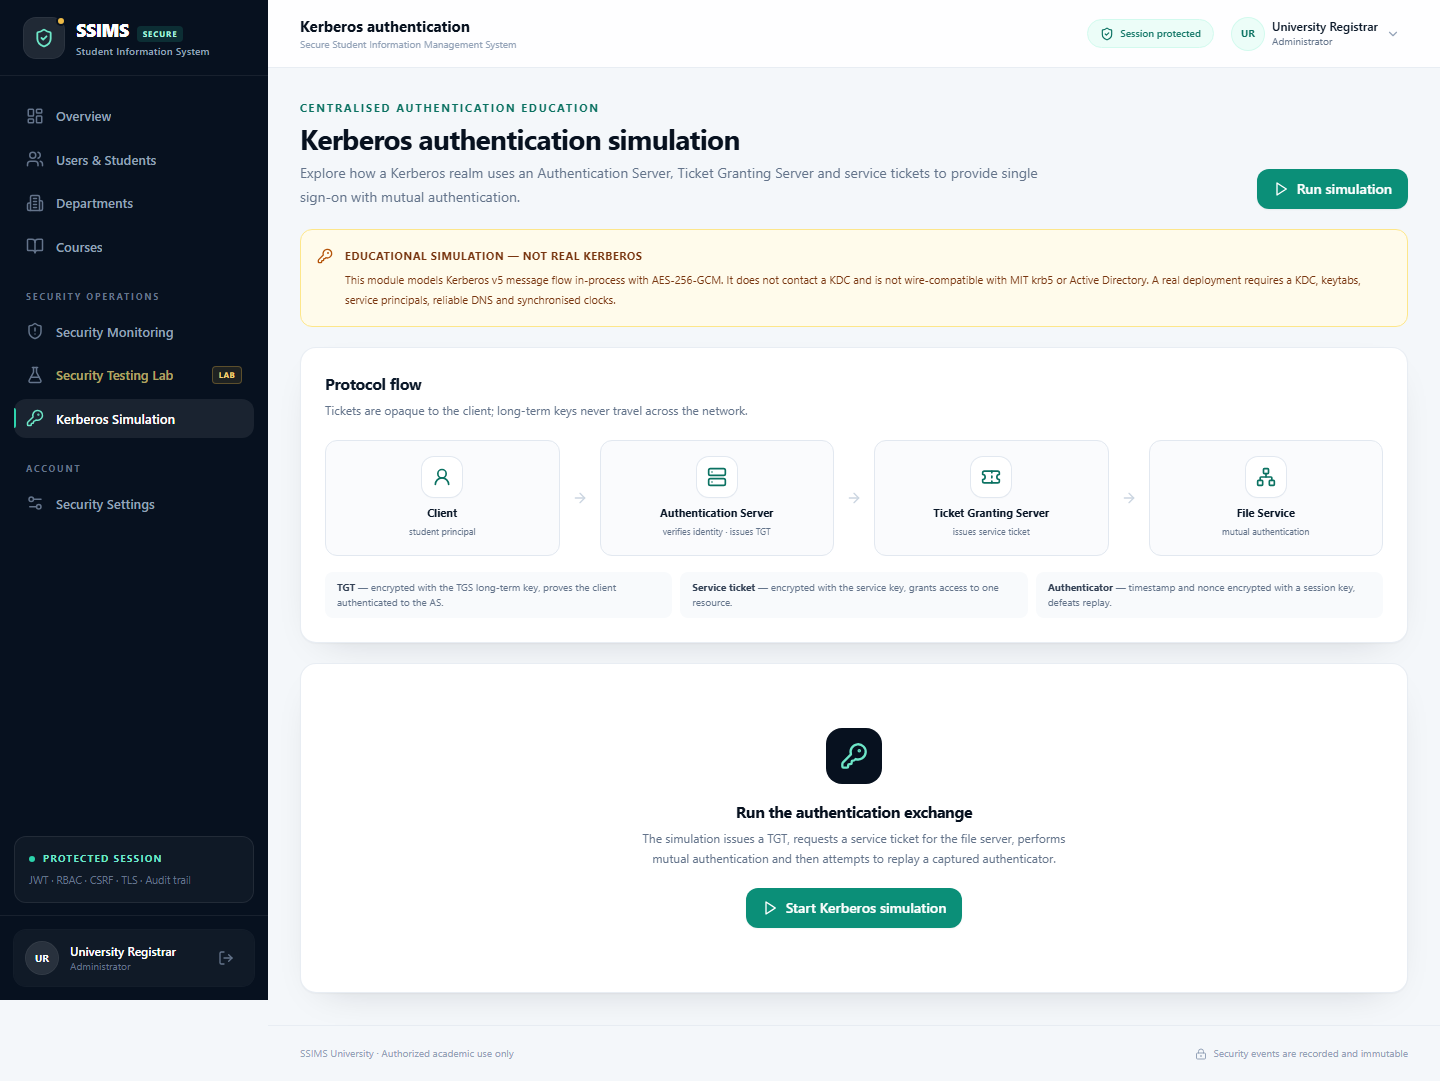 SSIMS SECURE
Student Information System
Overview
Users & Students
Departments
Courses
SECURITY OPERATIONS
Security Monitoring
Security Testing Lab LAB
Kerberos Simulation
ACCOUNT
Security Settings
PROTECTED SESSION
JWT · RBAC · CSRF · TLS · Audit trail
UR University Registrar
Administrator
Kerberos authentication
Secure Student Information Management System
Session protected
UR University Registrar
Administrator
CENTRALISED AUTHENTICATION EDUCATION
Kerberos authentication simulation
Explore how a Kerberos realm uses an Authentication Server, Ticket Granting Server and service tickets to provide single
sign-on with mutual authentication.
Run simulation
EDUCATIONAL SIMULATION — NOT REAL KERBEROS
This module models Kerberos v5 message flow in-process with AES-256-GCM. It does not contact a KDC and is not wire-compatible with MIT krb5 or Active Directory. A real deployment requires a KDC, keytabs,
service principals, reliable DNS and synchronised clocks.
Protocol flow
Tickets are opaque to the client; long-term keys never travel across the network.
Client
student principal
Authentication Server
verifies identity · issues TGT
Ticket Granting Server
issues service ticket
File Service
mutual authentication
TGT — encrypted with the TGS long-term key, proves the client
authenticated to the AS.
Service ticket — encrypted with the service key, grants access to one
resource.
Authenticator — timestamp and nonce encrypted with a session key,
defeats replay.
Run the authentication exchange
The simulation issues a TGT, requests a service ticket for the file server, performs
mutual authentication and then attempts to replay a captured authenticator.
Start Kerberos simulation
SSIMS University · Authorized academic use only
Security events are recorded and immutable